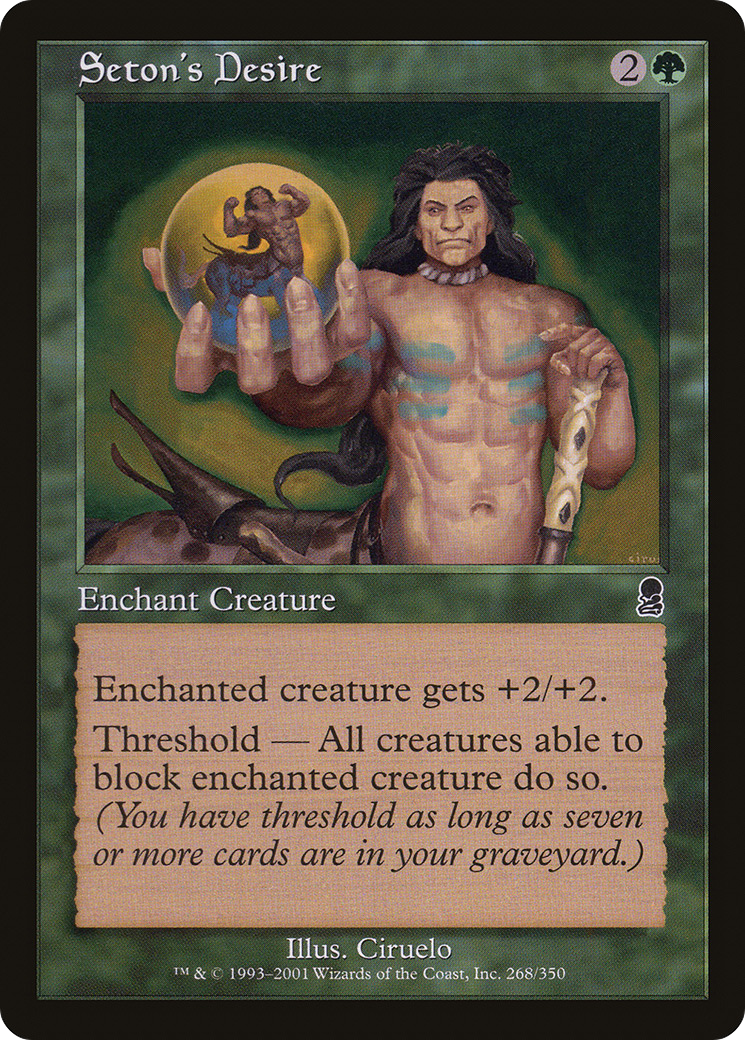 Seton's Desire 2
Enchant Creature
Enchanted creature gets +2/+2.
Threshold — All creatures able to
block enchanted creature do so.
(You have threshold as long as seven
or more cards are in your graveyard.)
Illus. Ciruelo
™ & © 1993–2001 Wizards of the Coast, Inc. 268/350